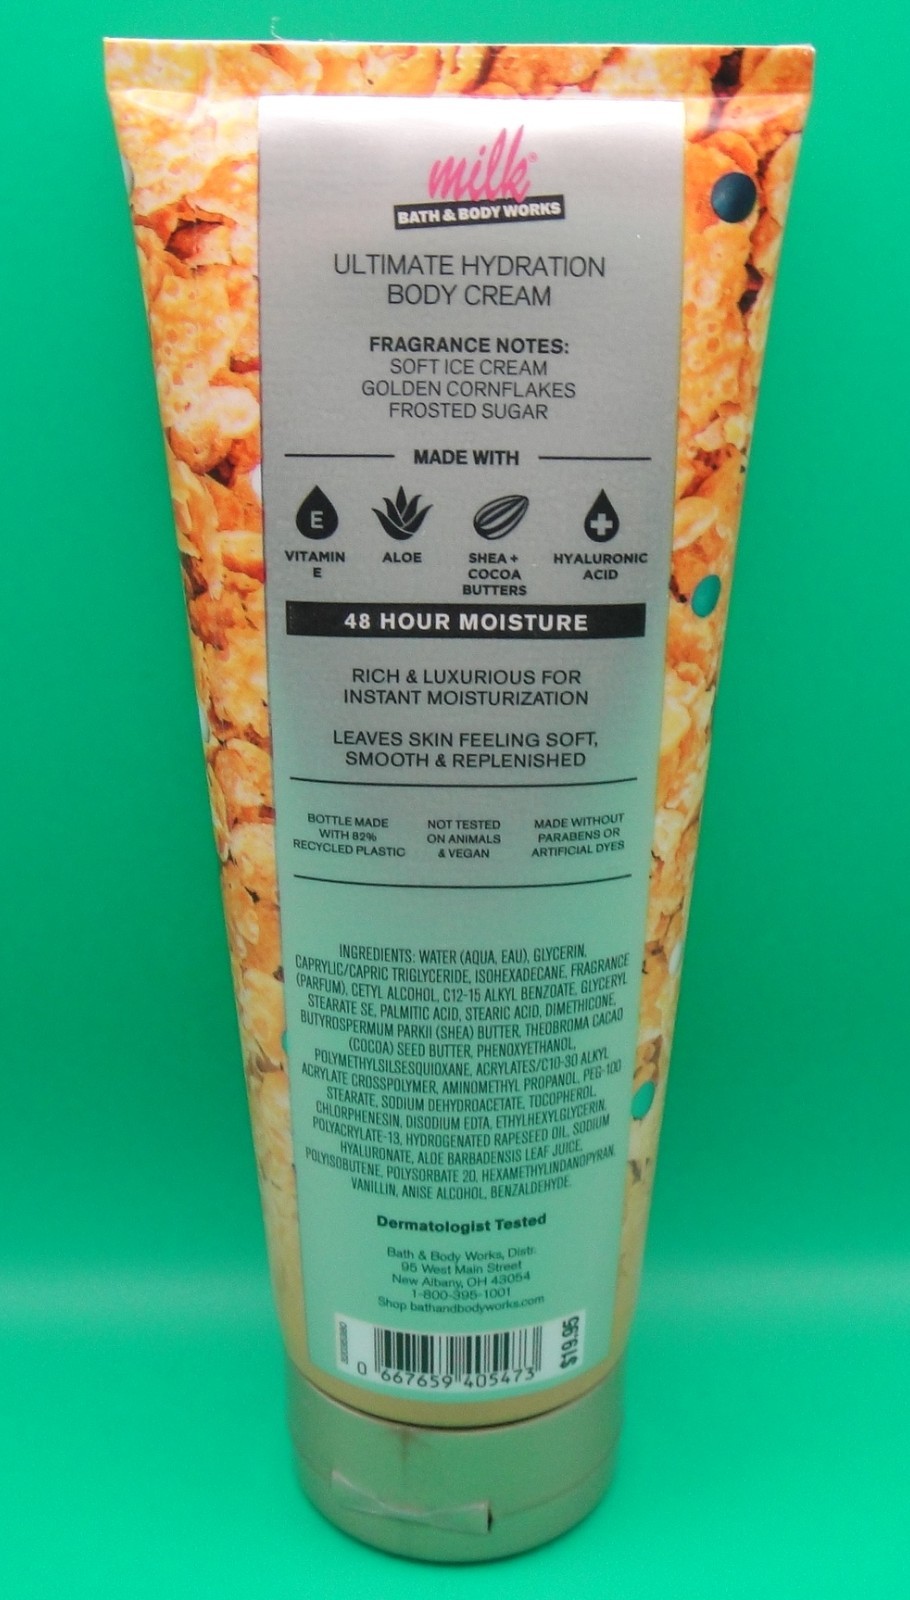 milk®
BATH & BODY WORKS
ULTIMATE HYDRATION
BODY CREAM
FRAGRANCE NOTES:
SOFT ICE CREAM
GOLDEN CORNFLAKES
FROSTED SUGAR
MADE WITH
E
VITAMIN
E
ALOE
SHEA +
COCOA
BUTTERS
HYALURONIC
ACID
48 HOUR MOISTURE
RICH & LUXURIOUS FOR
INSTANT MOISTURIZATION
LEAVES SKIN FEELING SOFT,
SMOOTH & REPLENISHED
BOTTLE MADE
WITH 82%
RECYCLED PLASTIC
NOT TESTED
ON ANIMALS
& VEGAN
MADE WITHOUT
PARABENS OR
ARTIFICIAL DYES
INGREDIENTS: WATER (AQUA, EAU), GLYCERIN,
CAPRYLIC/CAPRIC TRIGLYCERIDE, ISOHEXADECANE, FRAGRANCE
(PARFUM), CETYL ALCOHOL, C12-15 ALKYL BENZOATE, GLYCERYL
STEARATE SE, PALMITIC ACID, STEARIC ACID, DIMETHICONE,
BUTYROSPERMUM PARKII (SHEA) BUTTER, THEOBROMA CACAO
(COCOA) SEED BUTTER, PHENOXYETHANOL,
POLYMETHYLSILSESQUIOXANE, ACRYLATES/C10-30 ALKYL
ACRYLATE CROSSPOLYMER, AMINOMETHYL PROPANOL, PEG-100
STEARATE, SODIUM DEHYDROACETATE, TOCOPHEROL,
CHLORPHENESIN, DISODIUM EDTA, ETHYLHEXYLGLYCERIN,
POLYACRYLATE-13, HYDROGENATED RAPESEED OIL, SODIUM
HYALURONATE, ALOE BARBADENSIS LEAF JUICE,
POLYISOBUTENE, POLYSORBATE 20, HEXAMETHYLINDANOPYRAN,
VANILLIN, ANISE ALCOHOL, BENZALDEHYDE.
Dermatologist Tested
Bath & Body Works, Distr.
95 West Main Street
New Albany, OH 43054
1-800-395-1001
Shop bathandbodyworks.com
0 667659 405473
$19.95